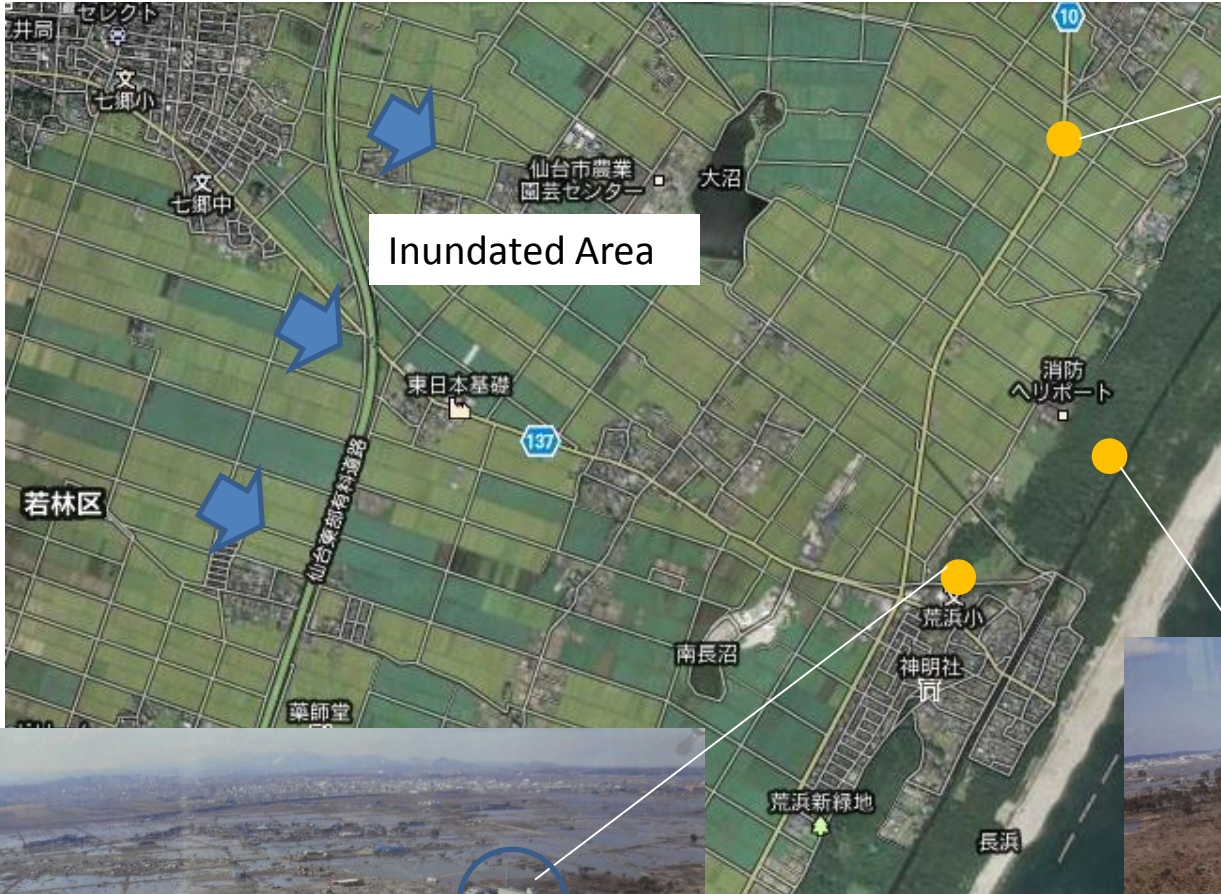 セレクト
井局
10
文
七郷小
仙台市農業
園芸センター
大沼
文
七郷中
Inundated Area
消防
ヘリポート
東日本基礎
137
若林区
仙台東部有料道路
文
荒浜小
南長沼
神明社
薬師堂
荒浜新緑地
長浜